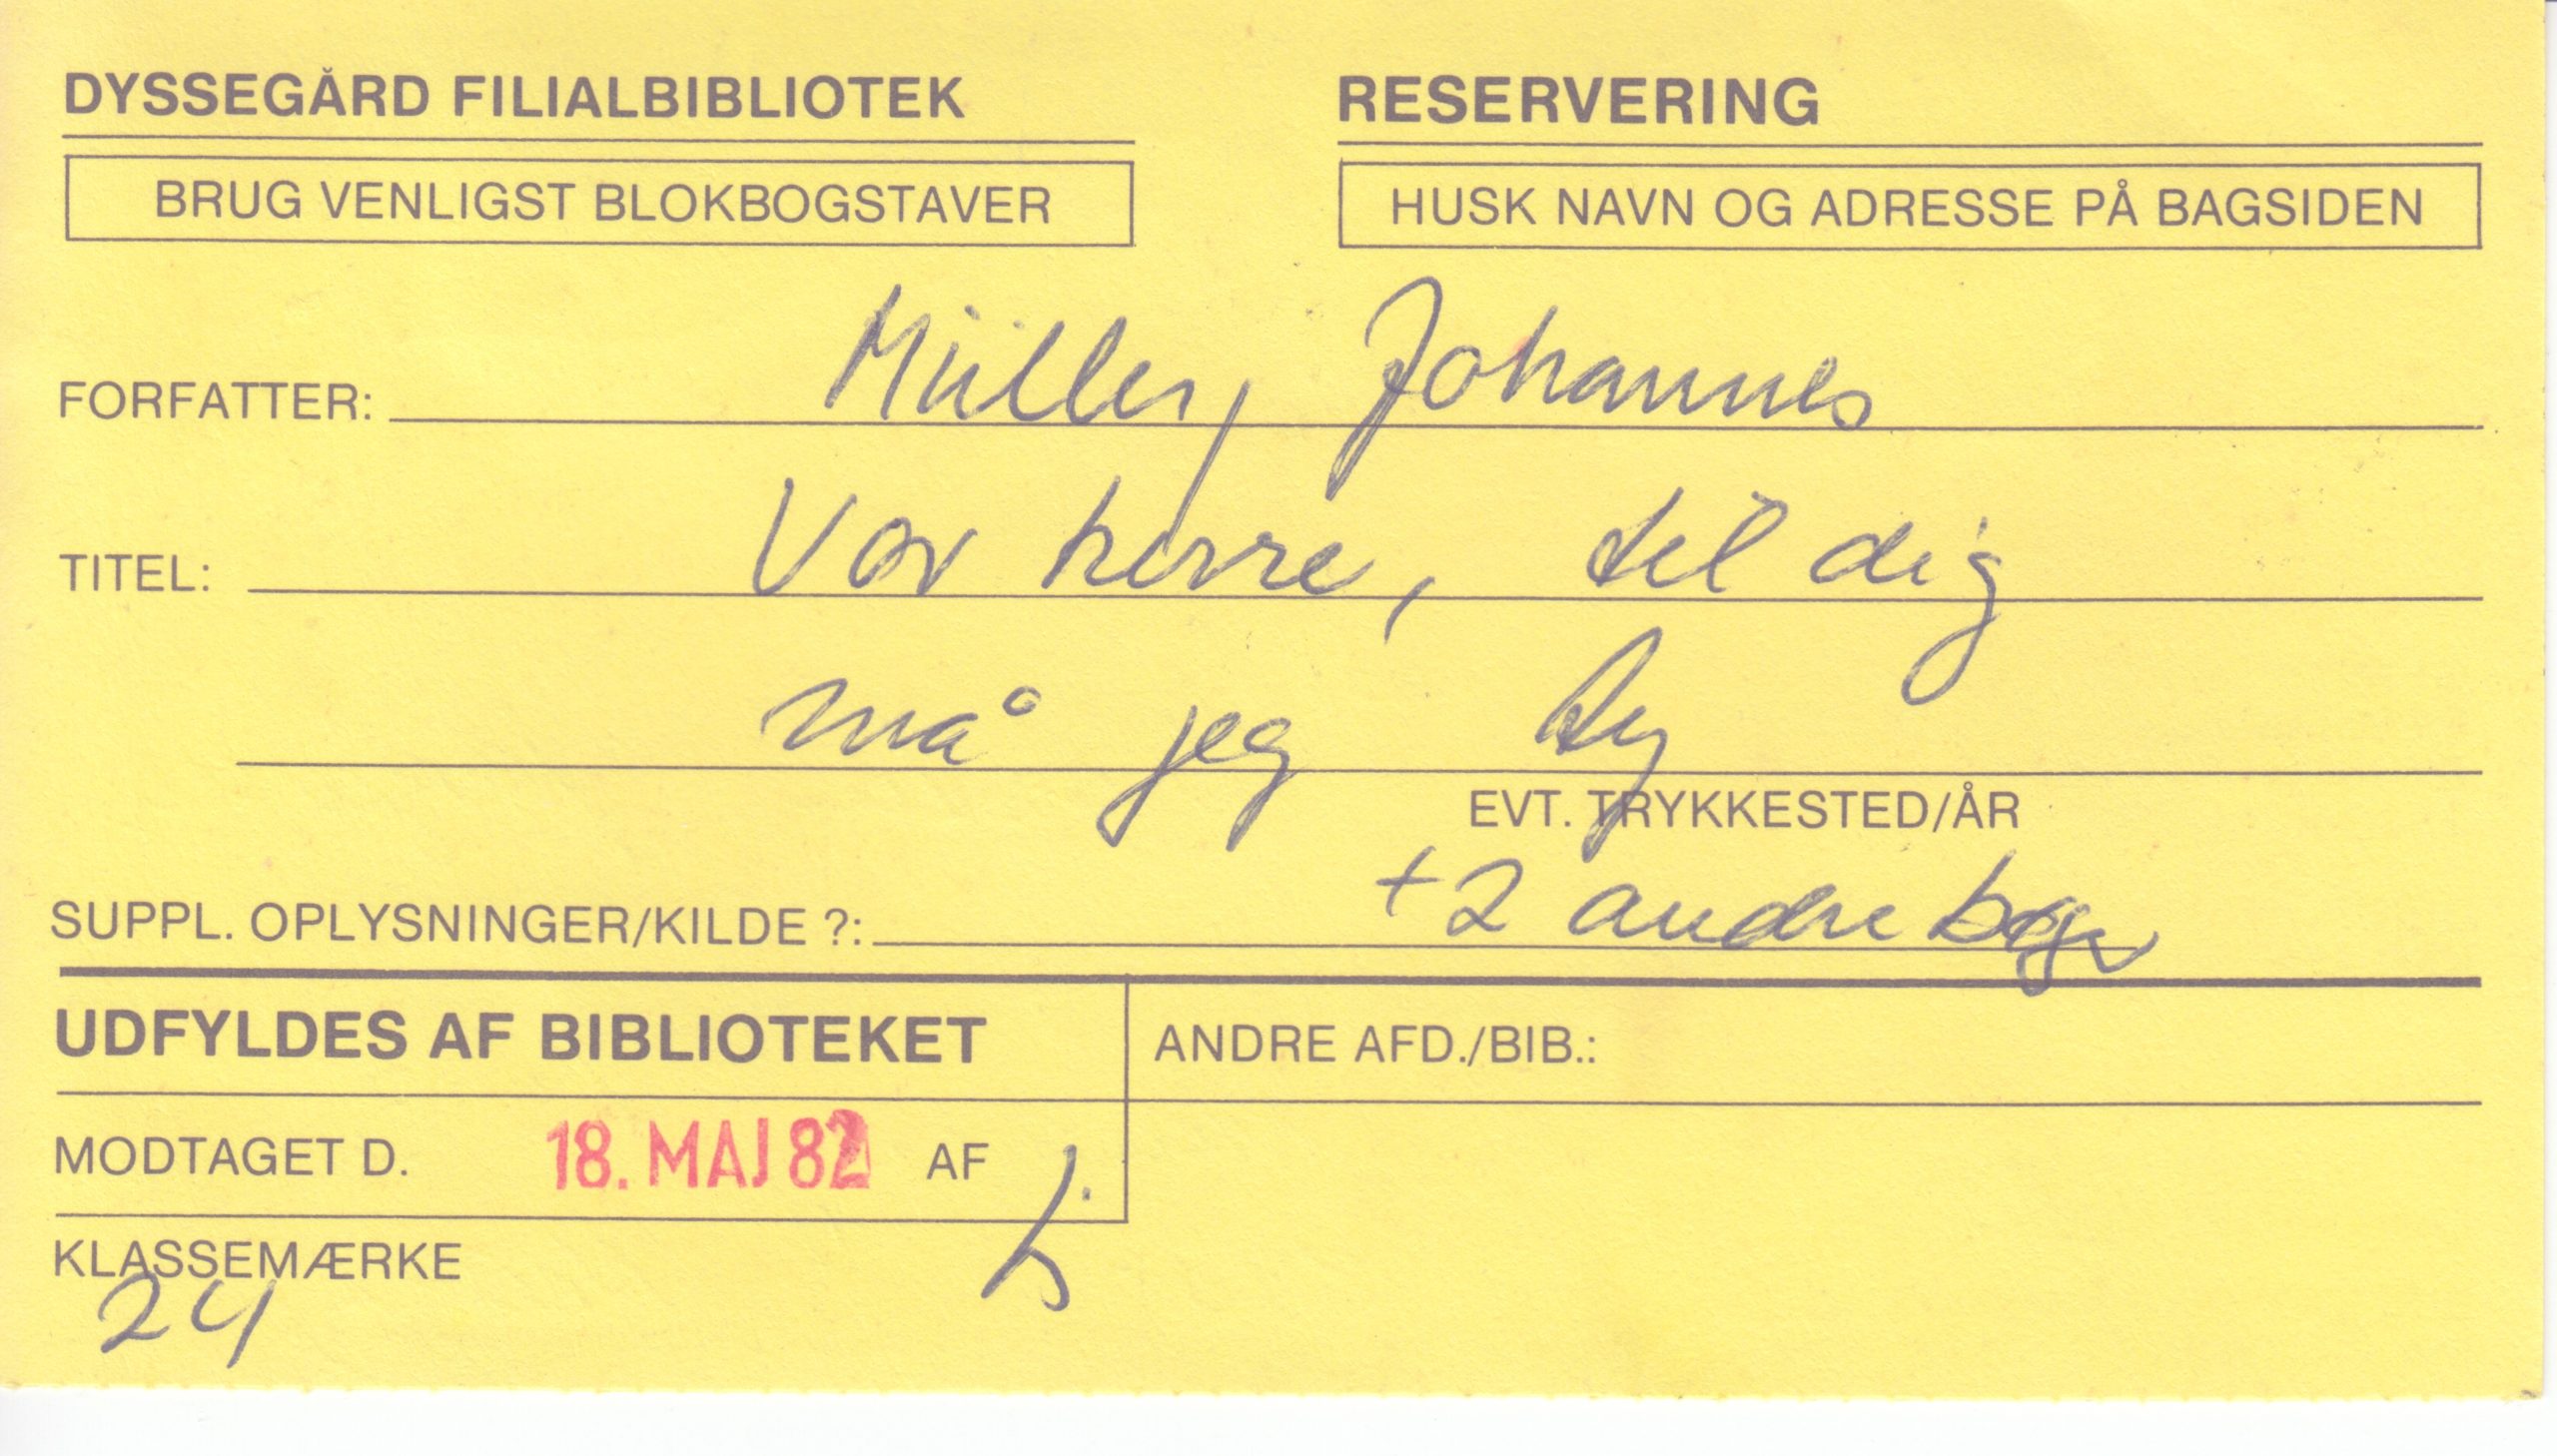 DYSSEGÅRD FILIALBIBLIOTEK
RESERVERING
BRUG VENLIGST BLOKBOGSTAVER
HUSK NAVN OG ADRESSE PÅ BAGSIDEN
FORFATTER: Müller, Johannes
TITEL: Vor herre, til dig
må jeg ty
EVT. TRYKKESTED/ÅR
SUPPL. OPLYSNINGER/KILDE ?: +2 andre bøger
UDFYLDES AF BIBLIOTEKET
ANDRE AFD./BIB.:
MODTAGET D. 18. MAJ 82 AF
KLASSEMÆRKE
24